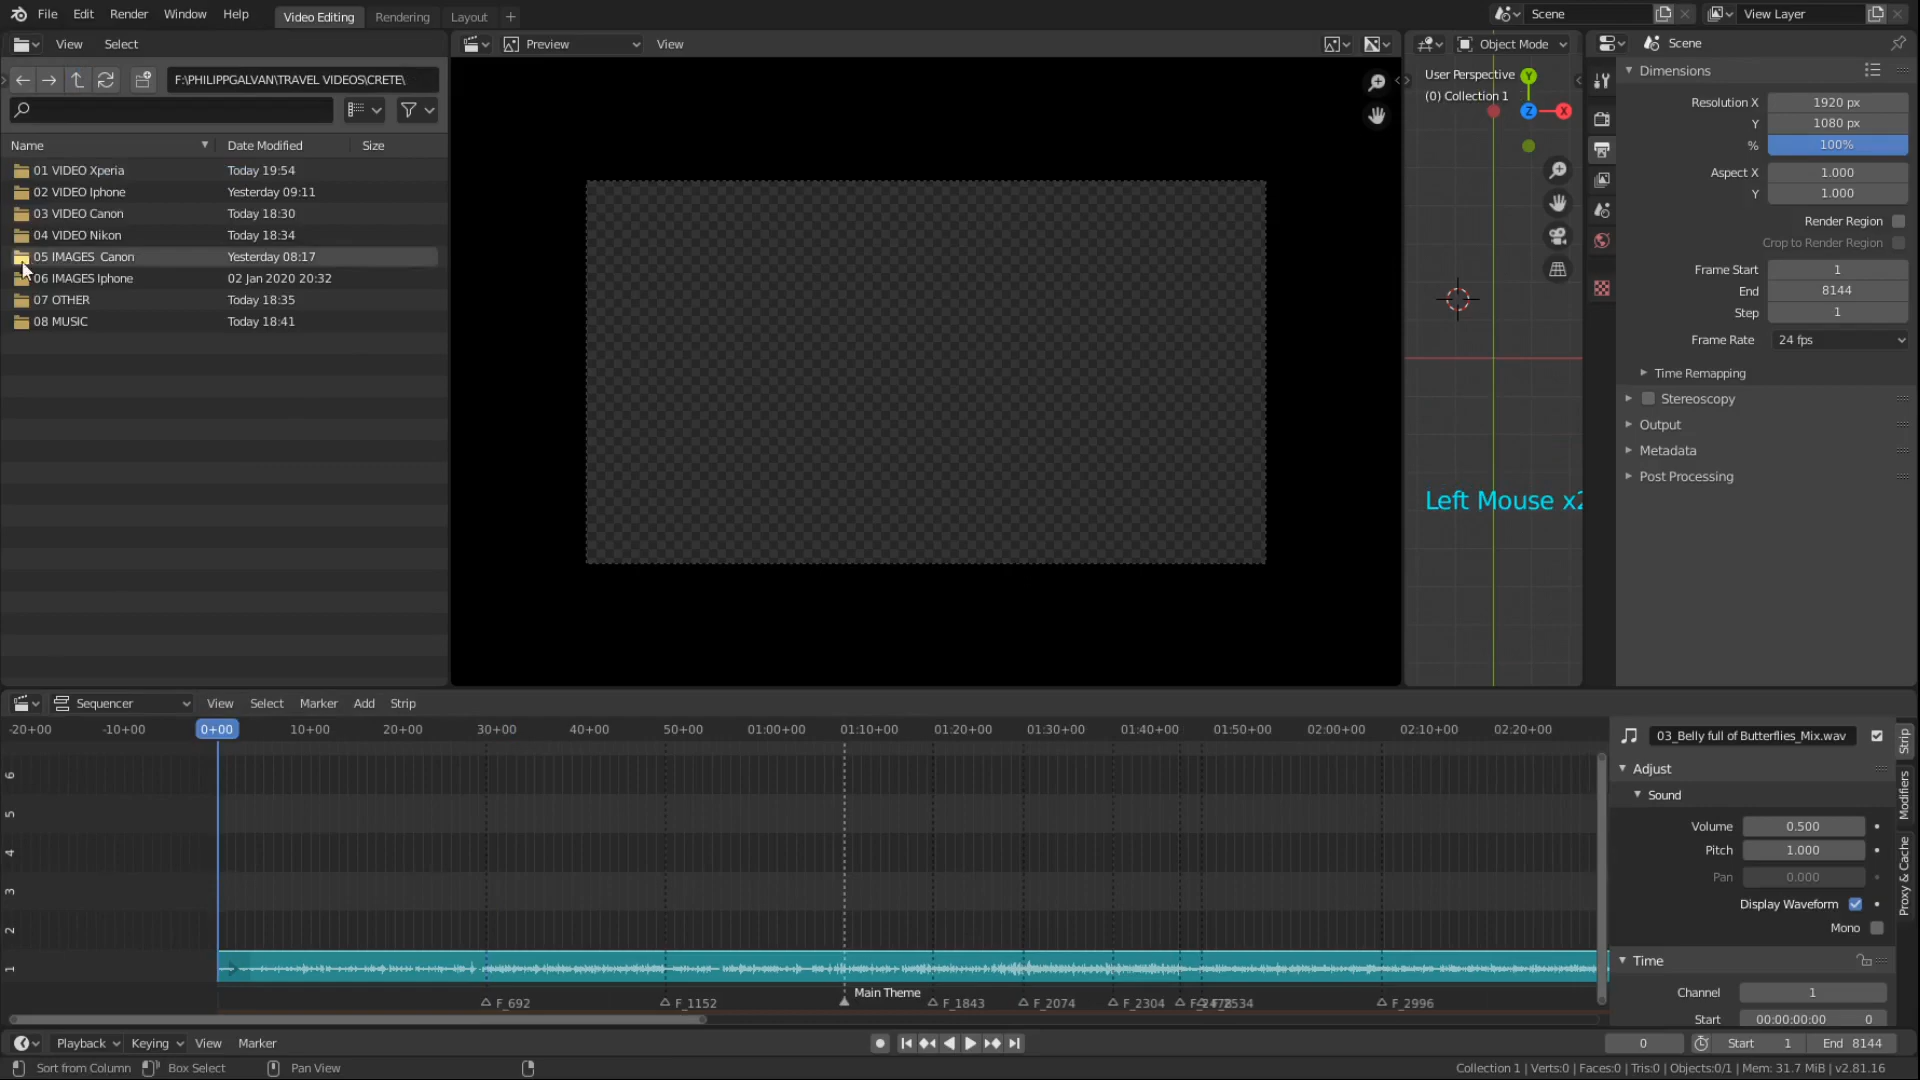 File Edit Render Window Help Video Editing Rendering Layout + Scene View Layer
View Select Preview View Object Mode Scene
F:\PHILIPPGALVAN\TRAVEL VIDEOS\CRETE\
Name Date Modified Size
01 VIDEO Xperia Today 19:54
02 VIDEO Iphone Yesterday 09:11
03 VIDEO Canon Today 18:30
04 VIDEO Nikon Today 18:34
05 IMAGES  Canon Yesterday 08:17
06 IMAGES Iphone 02 Jan 2020 20:32
07 OTHER Today 18:35
08 MUSIC Today 18:41
User Perspective
(0) Collection 1
Y
Z X
Left Mouse x2
Dimensions
Resolution X 1920 px
Y 1080 px
% 100%
Aspect X 1.000
Y 1.000
Render Region
Crop to Render Region
Frame Start 1
End 8144
Step 1
Frame Rate 24 fps
Time Remapping
Stereoscopy
Output
Metadata
Post Processing
Sequencer View Select Marker Add Strip
-20+00 -10+00 0+00 10+00 20+00 30+00 40+00 50+00 01:00+00 01:10+00 01:20+00 01:30+00 01:40+00 01:50+00 02:00+00 02:10+00 02:20+00
6
5
4
3
2
1
Main Theme
F_692 F_1152 F_1843 F_2074 F_2304 F_2534 F_2996
03_Belly full of Butterflies_Mix.wav
Adjust
Sound
Volume 0.500
Pitch 1.000
Pan 0.000
Display Waveform
Mono
Time
Channel 1
Start 00:00:00:00 0
Strip
Modifiers
Proxy & Cache
Playback Keying View Marker 0 Start 1 End 8144
Sort from Column Box Select Pan View Collection 1 | Verts:0 | Faces:0 | Tris:0 | Objects:0/1 | Mem: 31.7 MiB | v2.81.16